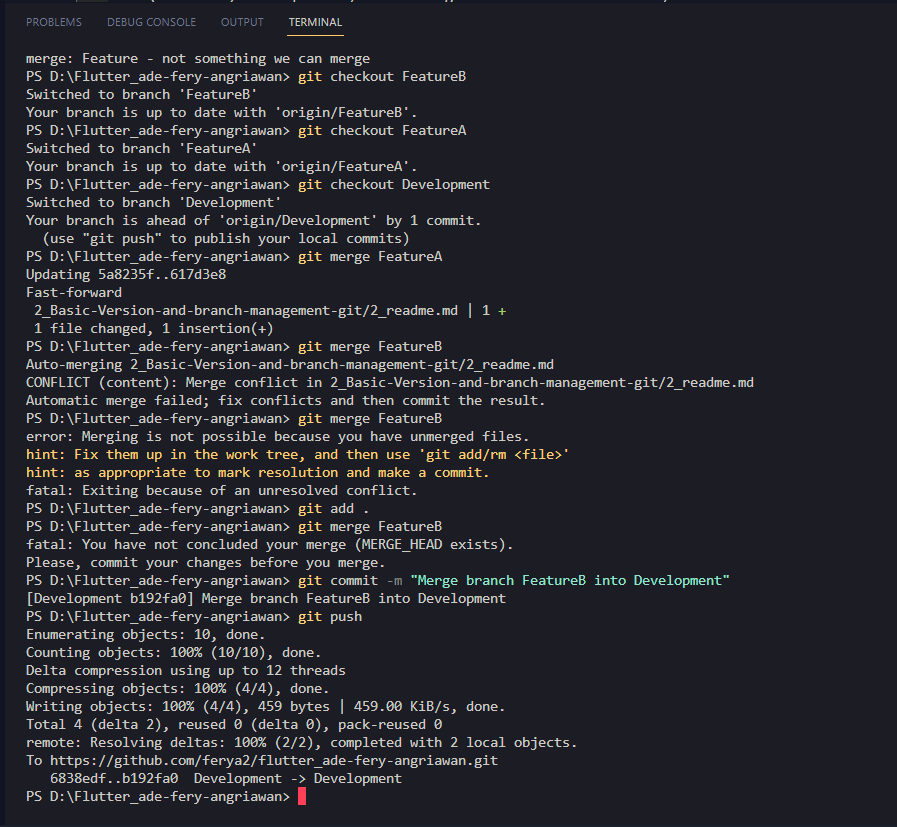 PROBLEMS DEBUG CONSOLE OUTPUT TERMINAL
merge: Feature - not something we can merge
PS D:\Flutter_ade-fery-angriawan> git checkout FeatureB
Switched to branch 'FeatureB'
Your branch is up to date with 'origin/FeatureB'.
PS D:\Flutter_ade-fery-angriawan> git checkout FeatureA
Switched to branch 'FeatureA'
Your branch is up to date with 'origin/FeatureA'.
PS D:\Flutter_ade-fery-angriawan> git checkout Development
Switched to branch 'Development'
Your branch is ahead of 'origin/Development' by 1 commit.
  (use "git push" to publish your local commits)
PS D:\Flutter_ade-fery-angriawan> git merge FeatureA
Updating 5a8235f..617d3e8
Fast-forward
 2_Basic-Version-and-branch-management-git/2_readme.md | 1 +
 1 file changed, 1 insertion(+)
PS D:\Flutter_ade-fery-angriawan> git merge FeatureB
Auto-merging 2_Basic-Version-and-branch-management-git/2_readme.md
CONFLICT (content): Merge conflict in 2_Basic-Version-and-branch-management-git/2_readme.md
Automatic merge failed; fix conflicts and then commit the result.
PS D:\Flutter_ade-fery-angriawan> git merge FeatureB
error: Merging is not possible because you have unmerged files.
hint: Fix them up in the work tree, and then use 'git add/rm <file>'
hint: as appropriate to mark resolution and make a commit.
fatal: Exiting because of an unresolved conflict.
PS D:\Flutter_ade-fery-angriawan> git add .
PS D:\Flutter_ade-fery-angriawan> git merge FeatureB
fatal: You have not concluded your merge (MERGE_HEAD exists).
Please, commit your changes before you merge.
PS D:\Flutter_ade-fery-angriawan> git commit -m "Merge branch FeatureB into Development"
[Development b192fa0] Merge branch FeatureB into Development
PS D:\Flutter_ade-fery-angriawan> git push
Enumerating objects: 10, done.
Counting objects: 100% (10/10), done.
Delta compression using up to 12 threads
Compressing objects: 100% (4/4), done.
Writing objects: 100% (4/4), 459 bytes | 459.00 KiB/s, done.
Total 4 (delta 2), reused 0 (delta 0), pack-reused 0
remote: Resolving deltas: 100% (2/2), completed with 2 local objects.
To https://github.com/ferya2/flutter_ade-fery-angriawan.git
   6838edf..b192fa0  Development -> Development
PS D:\Flutter_ade-fery-angriawan>